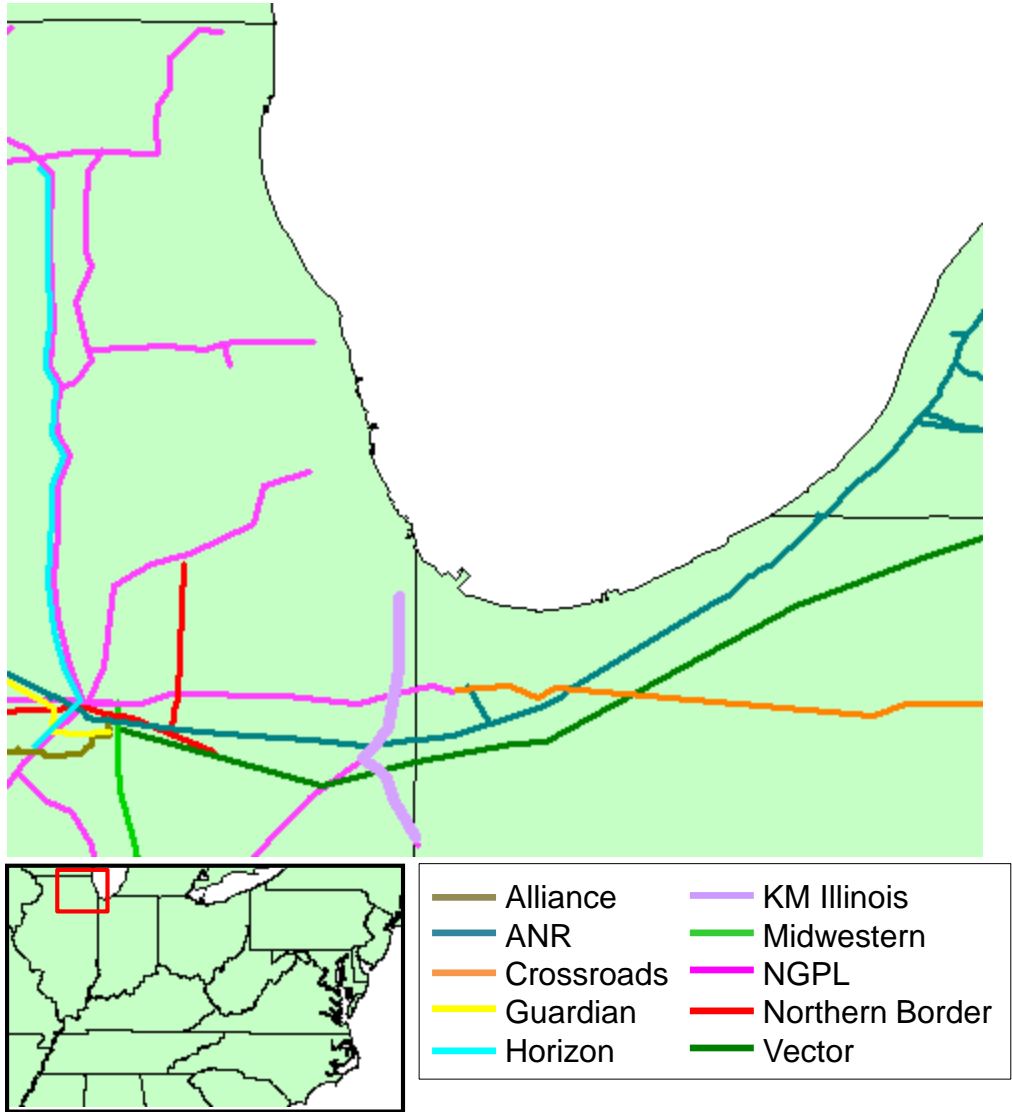 Alliance
ANR
Crossroads
Guardian
Horizon
KM Illinois
Midwestern
NGPL
Northern Border
Vector